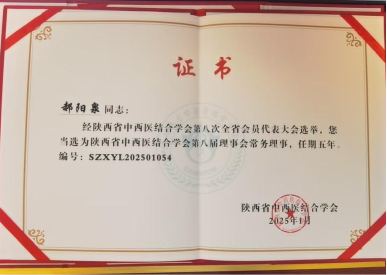 证书
郝阳泉同志：
经陕西省中西医结合学会第八次全省会员代表大会选举，您
当选为陕西省中西医结合学会第八届理事会常务理事，任期五年。
编号：SZXYL202501054
陕西省中西医结合学会
2025年1月